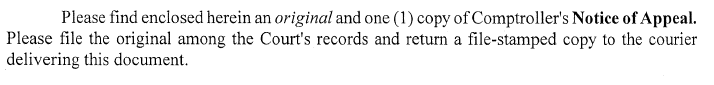 Please find enclosed herein an original and one (1) copy of Comptroller's Notice of Appeal.
Please file the original among the Court's records and return a file-stamped copy to the courier
delivering this document.